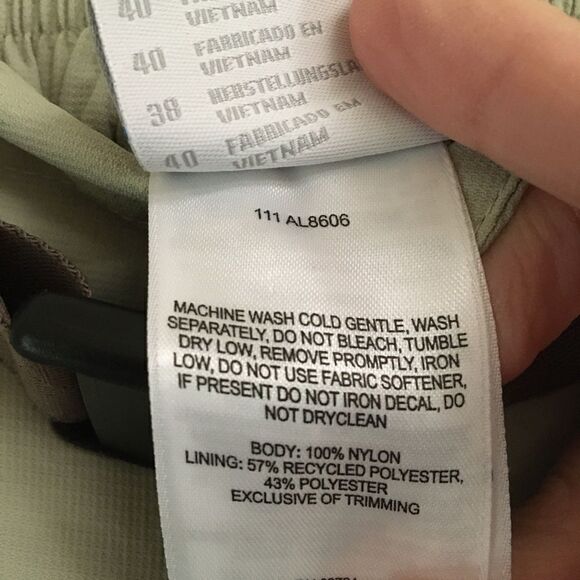 40
VIETNAM
40 FABRICADO EN
VIETNAM
38 HERSTELLUNGSLA
VIETNAM
40 FABRICADO EM
VIETNAM
111 AL8606
MACHINE WASH COLD GENTLE, WASH
SEPARATELY, DO NOT BLEACH, TUMBLE
DRY LOW, REMOVE PROMPTLY, IRON
LOW, DO NOT USE FABRIC SOFTENER,
IF PRESENT DO NOT IRON DECAL, DO
NOT DRYCLEAN
BODY: 100% NYLON
LINING: 57% RECYCLED POLYESTER,
43% POLYESTER
EXCLUSIVE OF TRIMMING